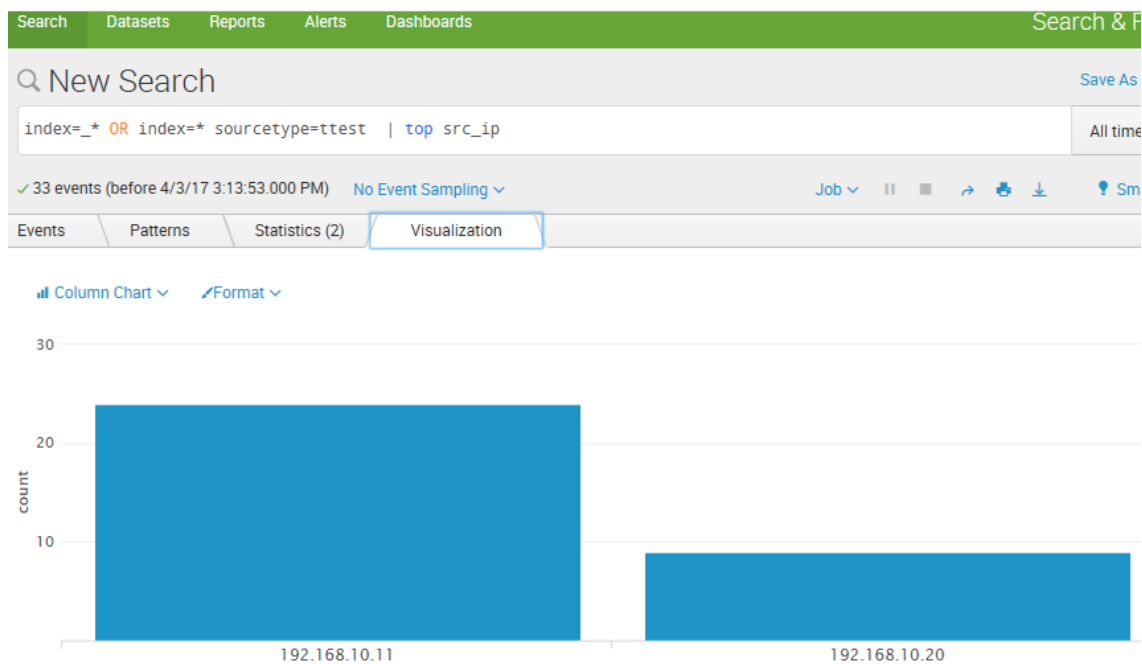 Search Datasets Reports Alerts Dashboards Search &
New Search Save As
index=_* OR index=* sourcetype=ttest | top src_ip All time
33 events (before 4/3/17 3:13:53.000 PM) No Event Sampling Job Sm
Events Patterns Statistics (2) Visualization
Column Chart Format
30
20
10
count
192.168.10.11 192.168.10.20